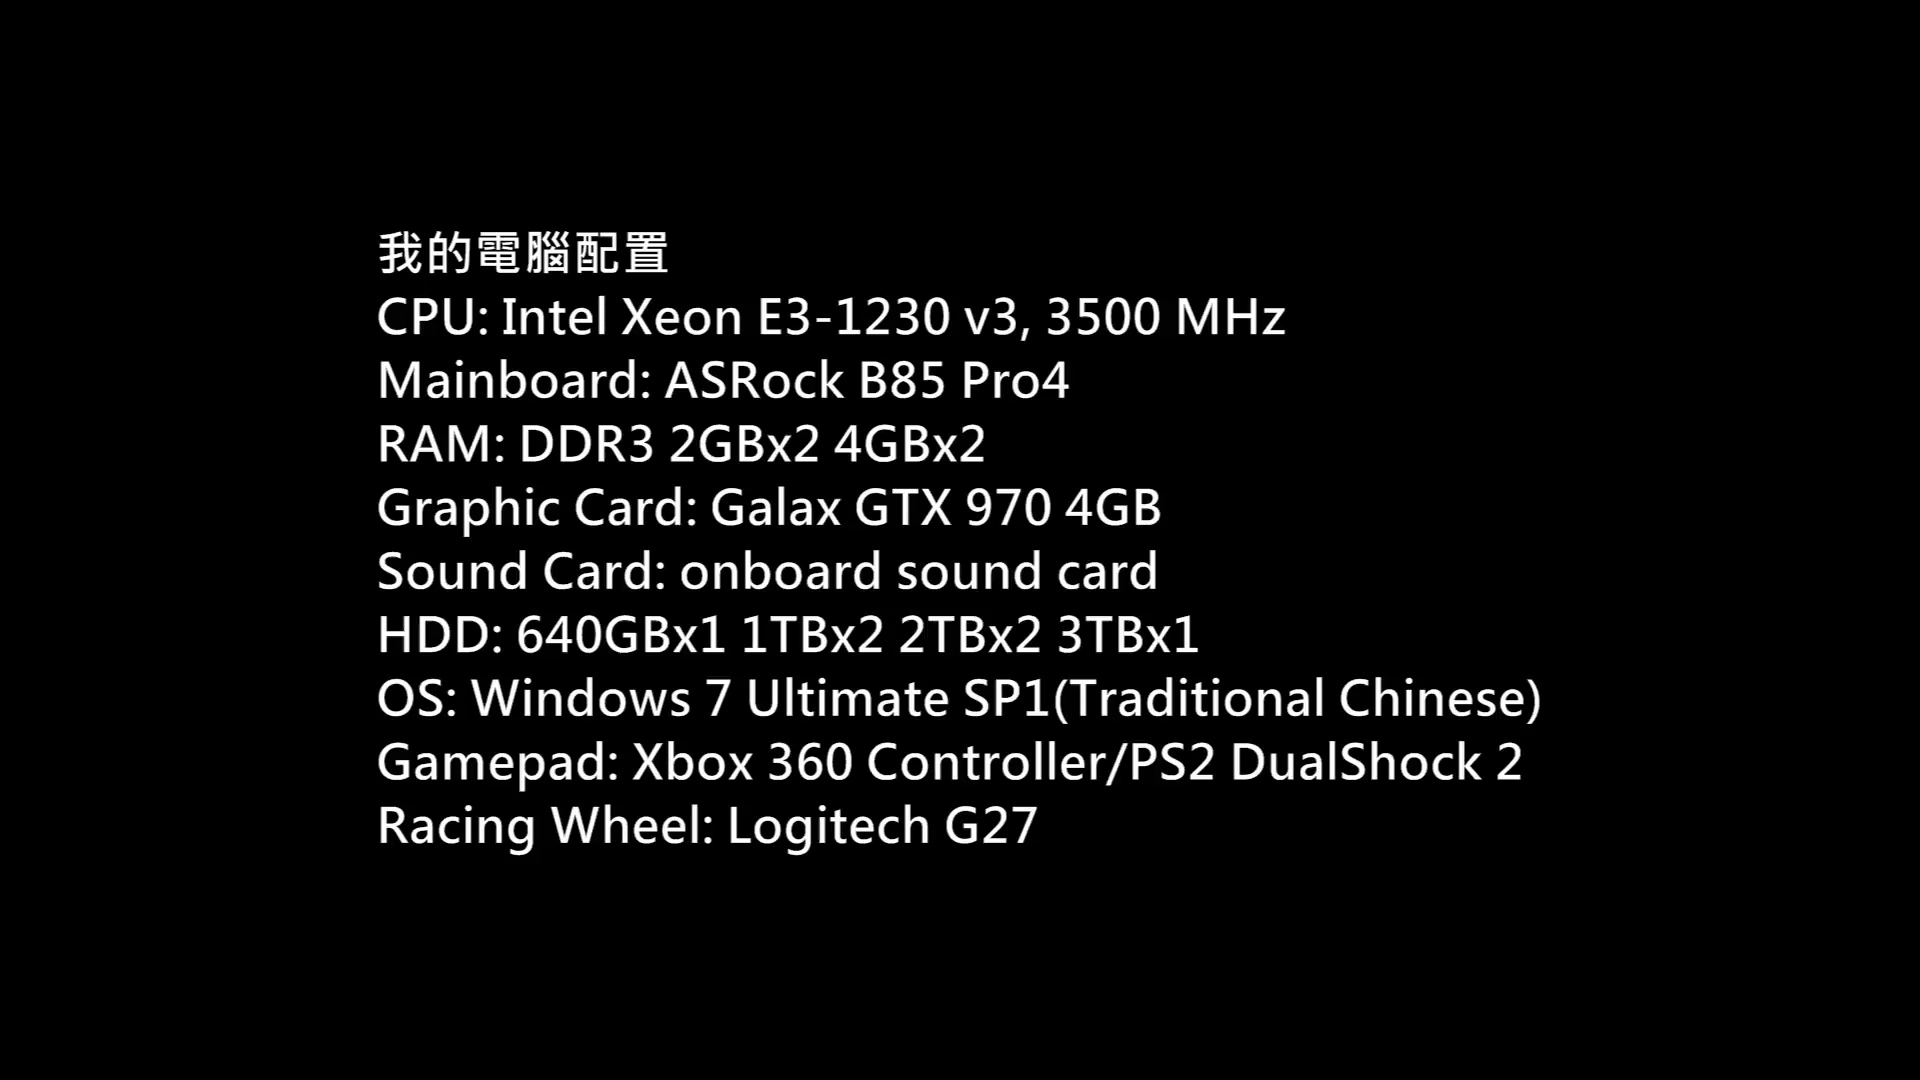 我的電腦配置
CPU: Intel Xeon E3-1230 v3, 3500 MHz
Mainboard: ASRock B85 Pro4
RAM: DDR3 2GBx2 4GBx2
Graphic Card: Galax GTX 970 4GB
Sound Card: onboard sound card
HDD: 640GBx1 1TBx2 2TBx2 3TBx1
OS: Windows 7 Ultimate SP1(Traditional Chinese)
Gamepad: Xbox 360 Controller/PS2 DualShock 2
Racing Wheel: Logitech G27